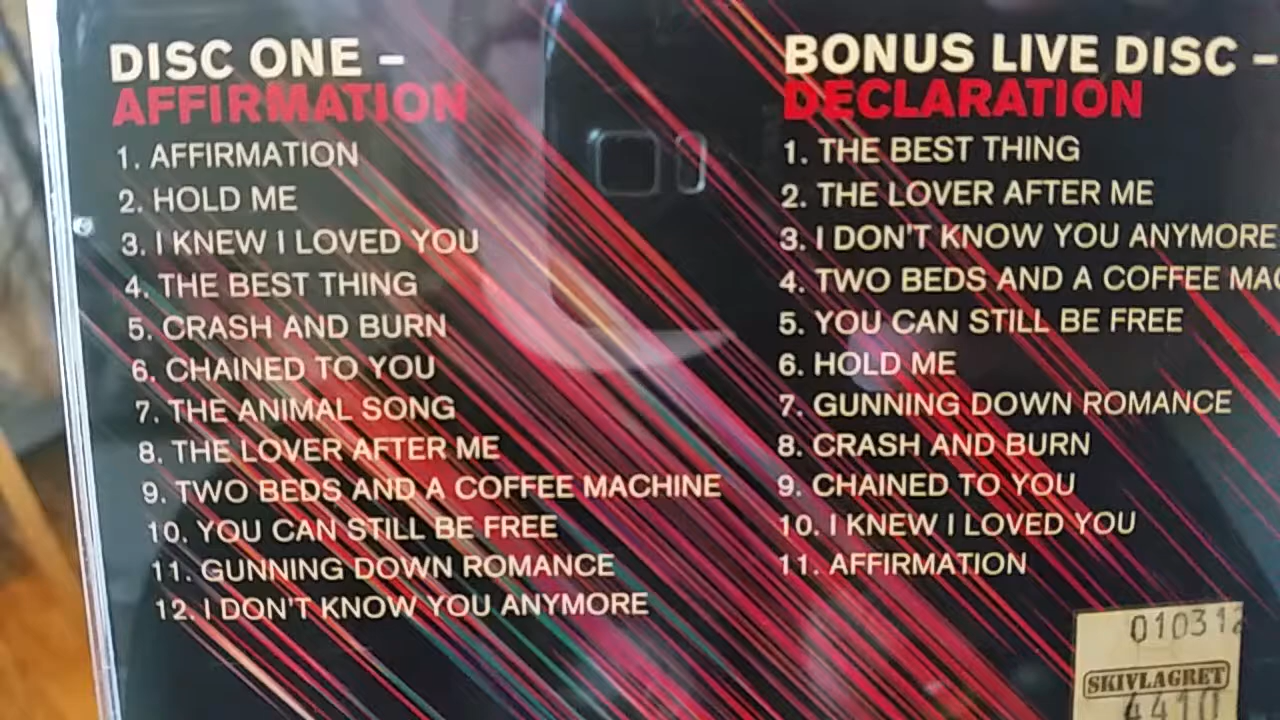 DISC ONE –
AFFIRMATION
1. AFFIRMATION
2. HOLD ME
3. I KNEW I LOVED YOU
4. THE BEST THING
5. CRASH AND BURN
6. CHAINED TO YOU
7. THE ANIMAL SONG
8. THE LOVER AFTER ME
9. TWO BEDS AND A COFFEE MACHINE
10. YOU CAN STILL BE FREE
11. GUNNING DOWN ROMANCE
12. I DON'T KNOW YOU ANYMORE
BONUS LIVE DISC –
DECLARATION
1. THE BEST THING
2. THE LOVER AFTER ME
3. I DON'T KNOW YOU ANYMORE
4. TWO BEDS AND A COFFEE
5. YOU CAN STILL BE FREE
6. HOLD ME
7. GUNNING DOWN ROMANCE
8. CRASH AND BURN
9. CHAINED TO YOU
10. I KNEW I LOVED YOU
11. AFFIRMATION
010312
SKIVLAGRET
4410